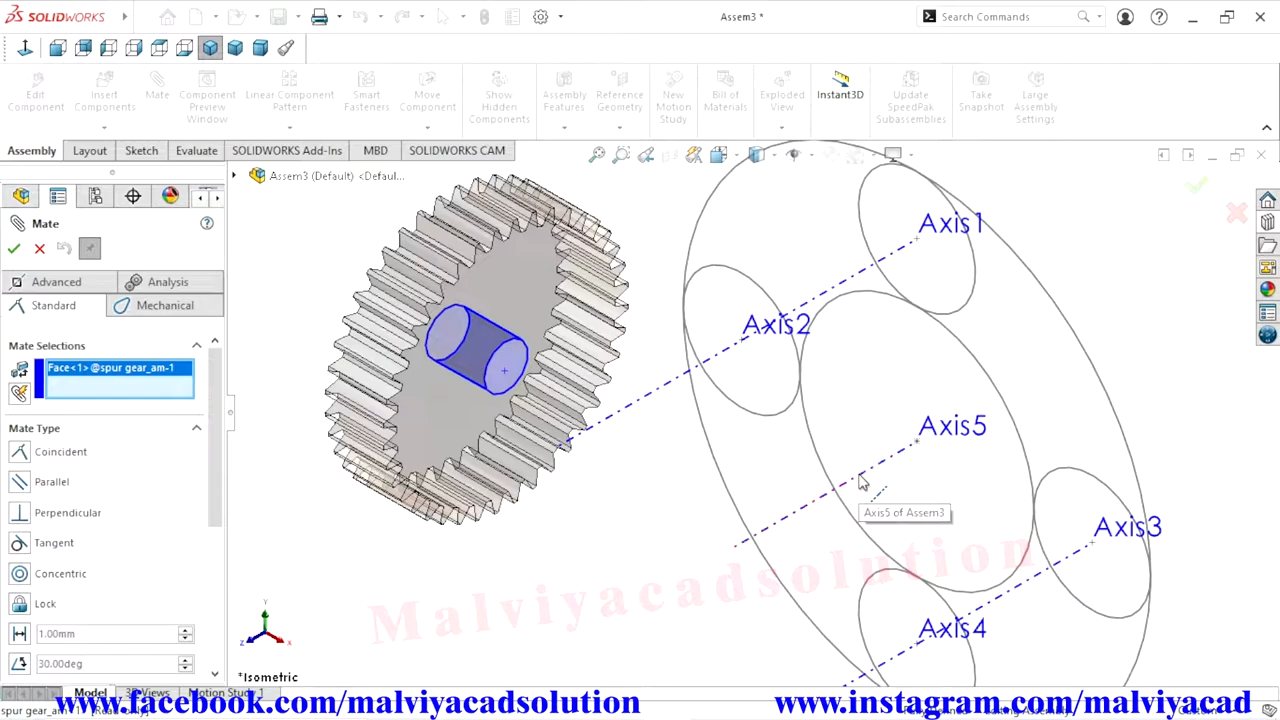 SOLIDWORKS
Assem3 *
Search Commands
Edit Component
Insert Components
Mate
Component Preview Window
Linear Component Pattern
Smart Fasteners
Move Component
Show Hidden Components
Assembly Features
Reference Geometry
New Motion Study
Bill of Materials
Exploded View
Instant3D
Update SpeedPak Subassemblies
Take Snapshot
Large Assembly Settings
Assembly
Layout
Sketch
Evaluate
SOLIDWORKS Add-Ins
MBD
SOLIDWORKS CAM
Assem3 (Default) <Defaul...
Mate
Advanced
Analysis
Standard
Mechanical
Mate Selections
Face<1> @spur gear_am-1
Mate Type
Coincident
Parallel
Perpendicular
Tangent
Concentric
Lock
1.00mm
30.00deg
Axis1
Axis2
Axis5
Axis5 of Assem3
Axis3
Axis4
Malviyacadsolution
Y
Z
X
*Isometric
Model
3D Views
Motion Study 1
www.facebook.com/malviyacadsolution
www.instagram.com/malviyacad